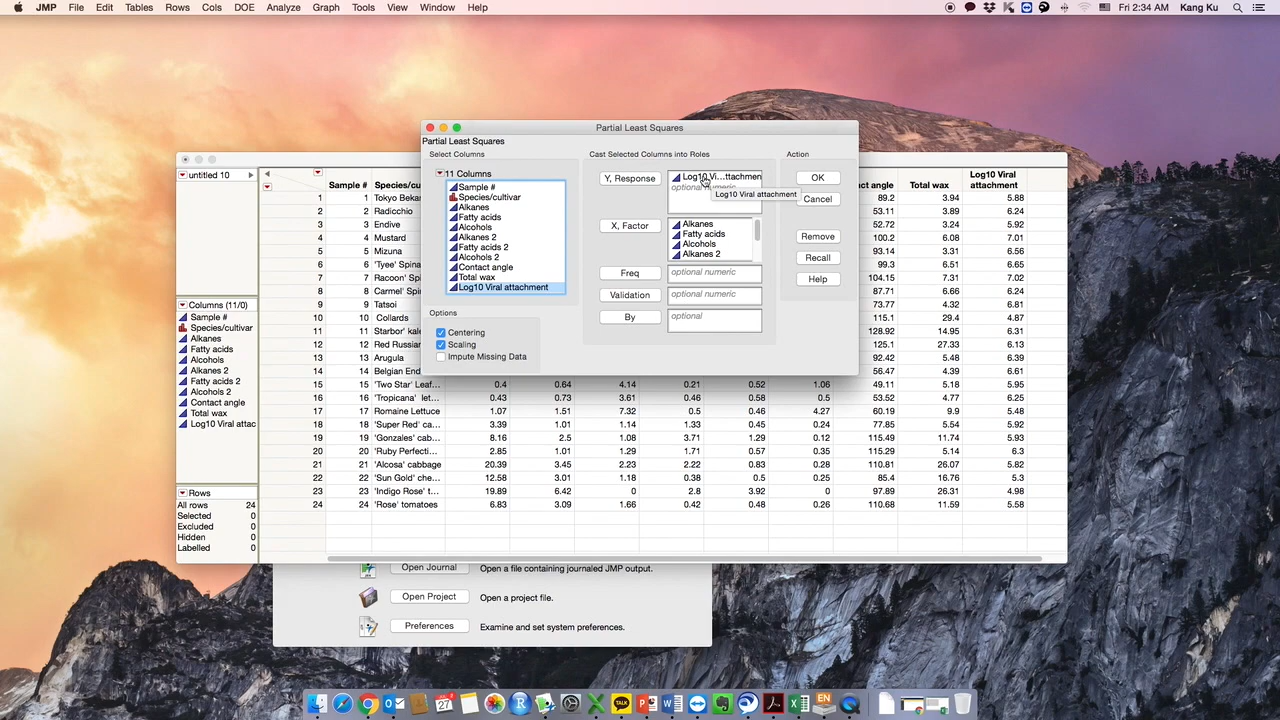 JMP File Edit Tables Rows Cols DOE Analyze Graph Tools View Window Help Fri 2:34 AM Kang Ku
Partial Least Squares
Partial Least Squares
Select Columns
11 Columns
Sample #
Species/cultivar
Alkanes
Fatty acids
Alcohols
Alkanes 2
Fatty acids 2
Alcohols 2
Contact angle
Total wax
Log10 Viral attachment
Options
Centering
Scaling
Impute Missing Data
Cast Selected Columns into Roles
Y, Response
Log10 Vi...ttachmen
optional numeric
Log10 Viral attachment
X, Factor
Alkanes
Fatty acids
Alcohols
Alkanes 2
Freq optional numeric
Validation optional numeric
By optional
Action
OK
Cancel
Remove
Recall
Help
untitled 10
Columns (11/0)
Sample #
Species/cultivar
Alkanes
Fatty acids
Alcohols
Alkanes 2
Fatty acids 2
Alcohols 2
Contact angle
Total wax
Log10 Viral attac
Rows
All rows 24
Selected 0
Excluded 0
Hidden 0
Labelled 0
Sample # Species/cu ct angle Total wax Log10 Viral
attachment
1 1 Tokyo Bekan 89.2 3.94 5.88
2 2 Radicchio 53.11 3.89 6.24
3 3 Endive 52.72 3.24 5.92
4 4 Mustard 100.2 6.08 7.01
5 5 Mizuna 93.14 6.51 6.65
6 6 'Tyee' Spina 99.3 6.51 6.56
7 7 Racoon' Spi 104.15 7.31 7.02
8 8 Carmel' Spin 87.71 6.66 7.24
9 9 Tatsoi 73.77 4.32 6.81
10 10 Collards 115.1 29.4 4.87
11 11 Starbor' kale 128.92 14.95 6.31
12 12 Red Russian 125.1 27.33 6.13
13 13 Arugula 92.42 5.48 6.39
14 14 Belgian End 56.47 4.39 6.61
15 15 'Two Star' Leaf... 0.4 0.64 4.14 0.21 0.52 1.06 49.11 5.18 5.95
16 16 'Tropicana' let... 0.43 0.73 3.61 0.46 0.58 0.5 53.52 4.77 6.25
17 17 Romaine Lettuce 1.07 1.51 7.32 0.5 0.46 4.27 60.19 9.9 5.48
18 18 'Super Red' ca... 3.39 1.01 1.14 1.33 0.45 0.24 77.85 5.54 5.92
19 19 'Gonzales' cab... 8.16 2.5 1.08 3.71 1.29 0.12 115.49 11.74 5.93
20 20 'Ruby Perfecti... 2.85 1.01 1.29 1.71 0.57 0.35 115.29 5.14 6.3
21 21 'Alcosa' cabbage 20.39 3.45 2.23 2.22 0.83 0.28 110.81 26.07 5.82
22 22 'Sun Gold' che... 12.58 3.01 1.18 0.38 0.5 0.25 85.4 16.76 5.3
23 23 'Indigo Rose' t... 19.89 6.42 0 2.8 3.92 0 97.89 26.31 4.98
24 24 'Rose' tomatoes 6.83 3.09 1.66 0.42 0.48 0.26 110.68 11.59 5.58
Open Journal Open a file containing journaled JMP output.
Open Project Open a project file.
Preferences Examine and set system preferences.
27
TALK
EN